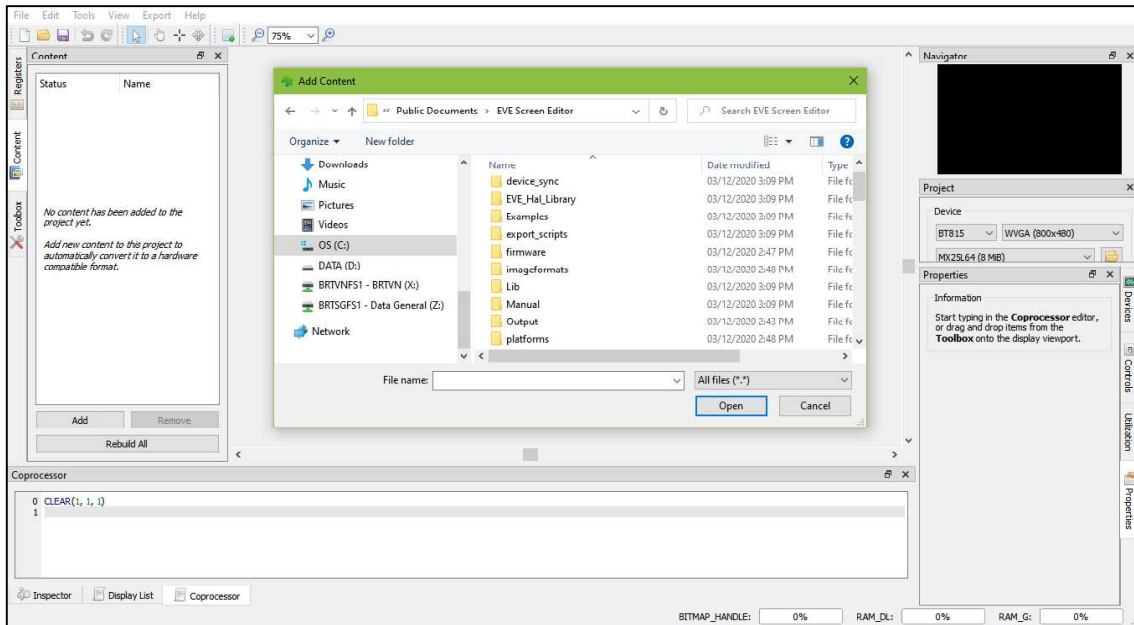 File Edit Tools View Export Help
75%
Registers
Content
Toolbox
Content
Status Name
No content has been added to the
project yet.
Add new content to this project to
automatically convert it to a hardware
compatible format.
Add Remove
Rebuild All
Add Content
Public Documents EVE Screen Editor
Search EVE Screen Editor
Organize New folder
Downloads
Music
Pictures
Videos
OS (C:)
DATA (D:)
BRTVNFS1 - BRTVN (X:)
BRTSGFS1 - Data General (Z:)
Network
Name Date modified Type
device_sync 03/12/2020 3:09 PM File fc
EVE_Hal_Library 03/12/2020 3:09 PM File fc
Examples 03/12/2020 3:09 PM File fc
export_scripts 03/12/2020 3:09 PM File fc
firmware 03/12/2020 2:47 PM File fc
imageformats 03/12/2020 2:48 PM File fc
Lib 03/12/2020 3:09 PM File fc
Manual 03/12/2020 3:09 PM File fc
Output 03/12/2020 2:43 PM File fc
platforms 03/12/2020 2:48 PM File fc
File name: All files (*.*)
Open Cancel
Navigator
Project
Device
BT815 WVGA (800x480)
MX25L64 (8 MiB)
Properties
Information
Start typing in the Coprocessor editor,
or drag and drop items from the
Toolbox onto the display viewport.
Devices
Controls
Utilization
Properties
Coprocessor
0 CLEAR(1, 1, 1)
1
Inspector Display List Coprocessor
BITMAP_HANDLE: 0% RAM_DL: 0% RAM_G: 0%